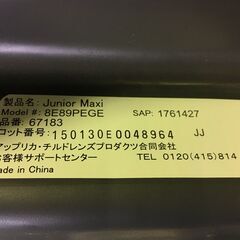 製品名: Junior Maxi
Model #: 8E89PEGE SAP: 1761427
品番: 67183
ロット番号: 150130E0048964 JJ
アップリカ・チルドレンズプロダクツ合同会社
お客様サポートセンター TEL 0120(415)814
Made in China